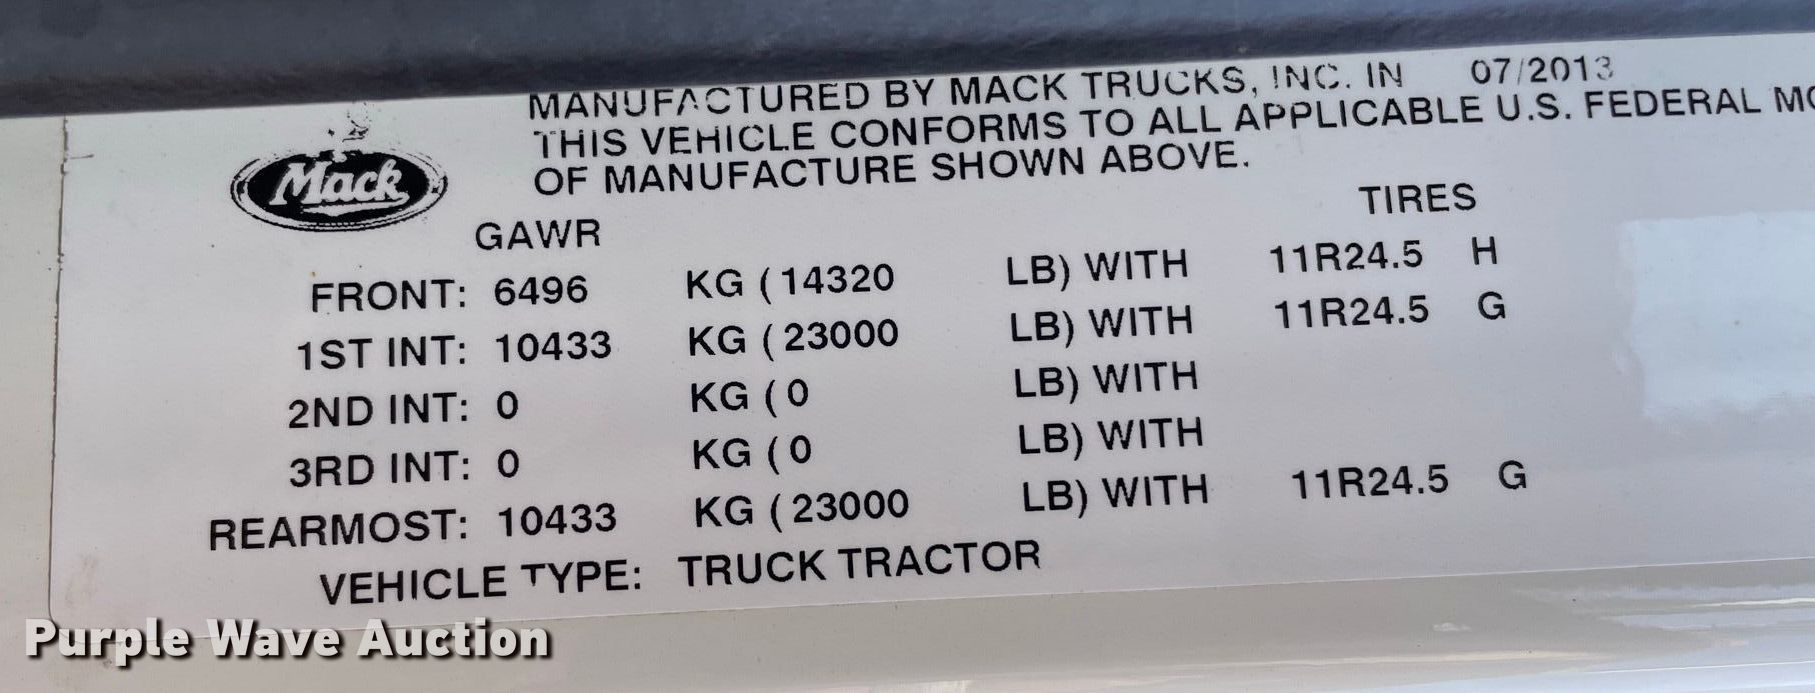 MANUFACTURED BY MACK TRUCKS, INC. IN 07/2013
THIS VEHICLE CONFORMS TO ALL APPLICABLE U.S. FEDERAL
OF MANUFACTURE SHOWN ABOVE.
Mack
GAWR TIRES
FRONT: 6496 KG (14320 LB) WITH 11R24.5 H
1ST INT: 10433 KG (23000 LB) WITH 11R24.5 G
2ND INT: 0 KG (0 LB) WITH
3RD INT: 0 KG (0 LB) WITH
REARMOST: 10433 KG (23000 LB) WITH 11R24.5 G
VEHICLE TYPE: TRUCK TRACTOR
Purple Wave Auction